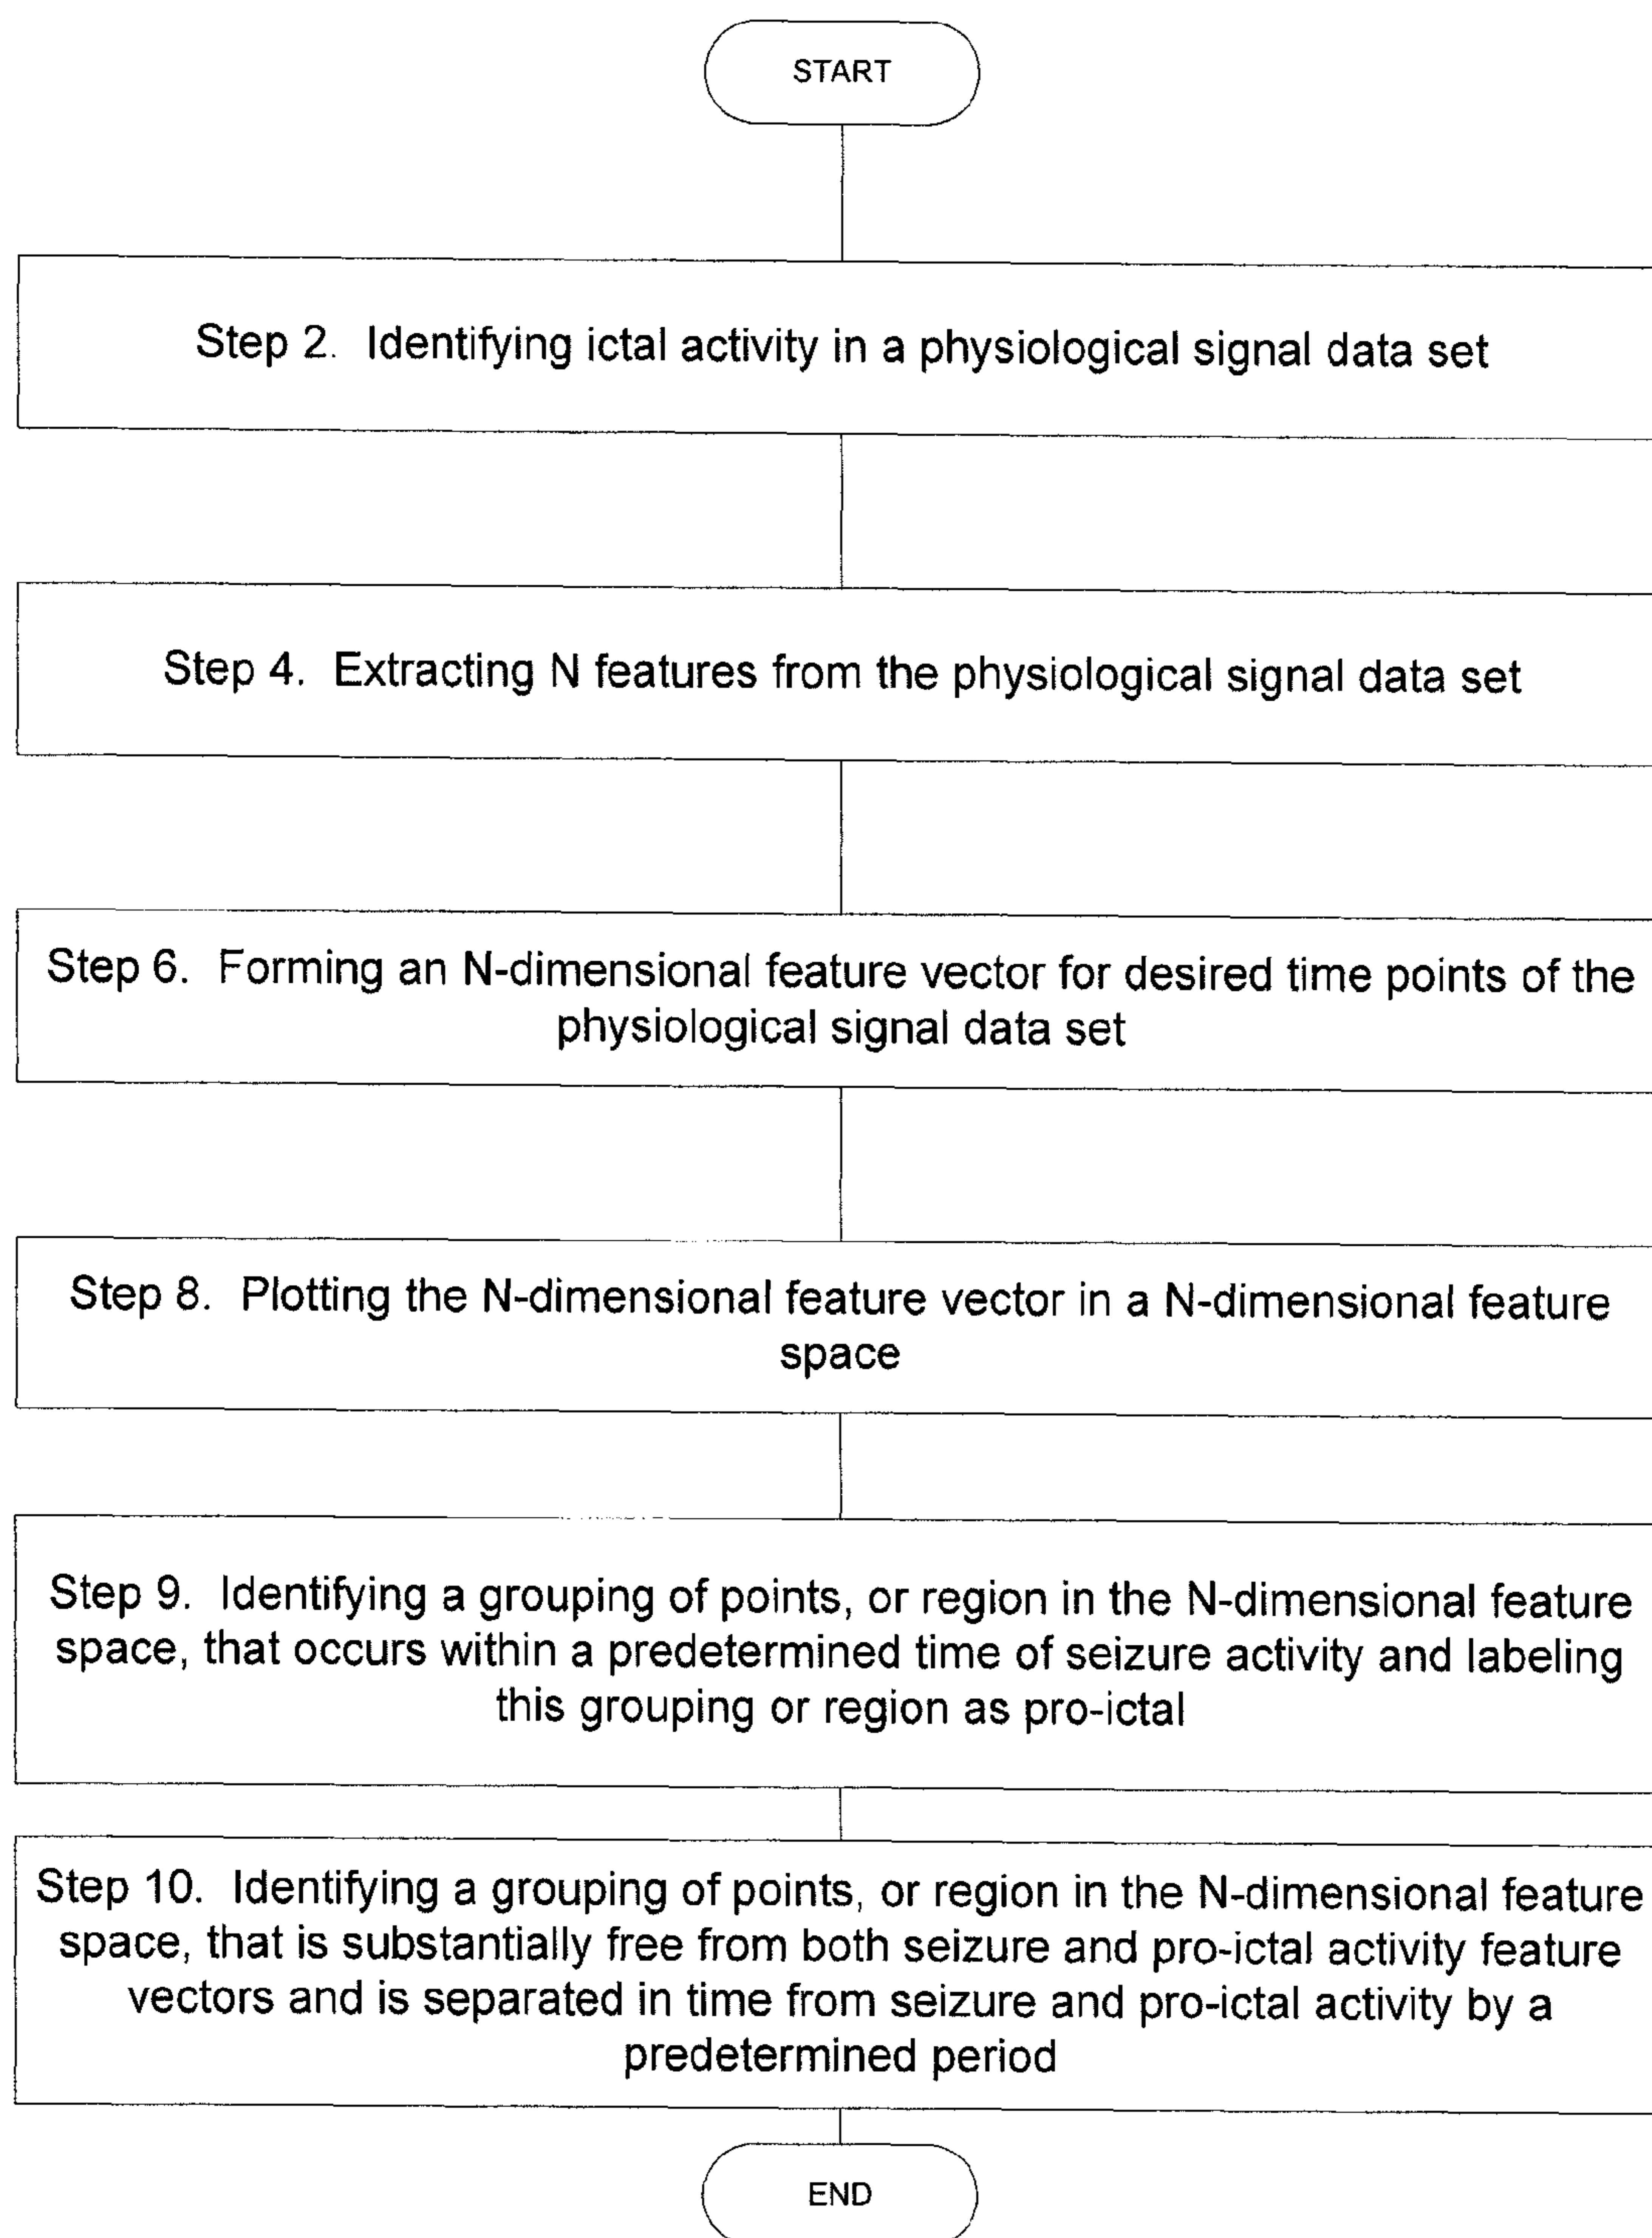 START
Step 2. Identifying ictal activity in a physiological signal data set
Step 4. Extracting N features from the physiological signal data set
Step 6. Forming an N-dimensional feature vector for desired time points of the
physiological signal data set
Step 8. Plotting the N-dimensional feature vector in a N-dimensional feature
space
Step 9. Identifying a grouping of points, or region in the N-dimensional feature
space, that occurs within a predetermined time of seizure activity and labeling
this grouping or region as pro-ictal
Step 10. Identifying a grouping of points, or region in the N-dimensional feature
space, that is substantially free from both seizure and pro-ictal activity feature
vectors and is separated in time from seizure and pro-ictal activity by a
predetermined period
END